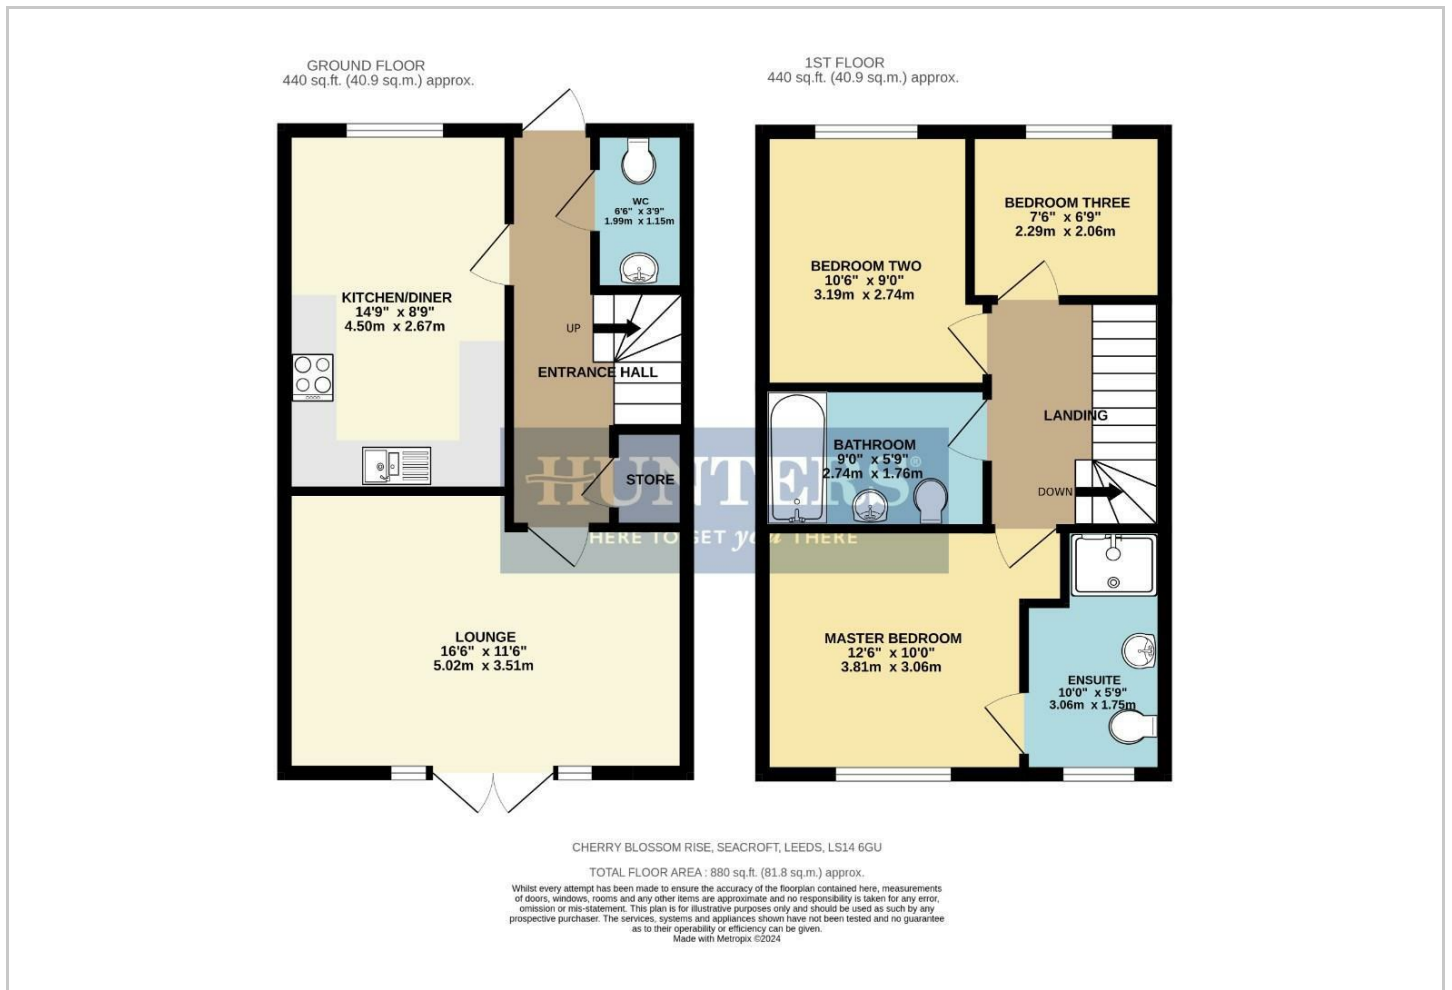 GROUND FLOOR
440 sq.ft. (40.9 sq.m.) approx.
1ST FLOOR
440 sq.ft. (40.9 sq.m.) approx.
WC
6'6" x 3'9"
1.99m x 1.15m
KITCHEN/DINER
14'9" x 8'9"
4.50m x 2.67m
UP
ENTRANCE HALL
STORE
LOUNGE
16'6" x 11'6"
5.02m x 3.51m
BEDROOM THREE
7'6" x 6'9"
2.29m x 2.06m
BEDROOM TWO
10'6" x 9'0"
3.19m x 2.74m
LANDING
BATHROOM
9'0" x 5'9"
2.74m x 1.76m
DOWN
MASTER BEDROOM
12'6" x 10'0"
3.81m x 3.06m
ENSUITE
10'0" x 5'9"
3.06m x 1.75m
HUNTERS®
HERE TO GET you THERE
CHERRY BLOSSOM RISE, SEACROFT, LEEDS, LS14 6GU
TOTAL FLOOR AREA : 880 sq.ft. (81.8 sq.m.) approx.
Whilst every attempt has been made to ensure the accuracy of the floorplan contained here, measurements
of doors, windows, rooms and any other items are approximate and no responsibility is taken for any error,
omission or mis-statement. This plan is for illustrative purposes only and should be used as such by any
prospective purchaser. The services, systems and appliances shown have not been tested and no guarantee
as to their operability or efficiency can be given.
Made with Metropix ©2024